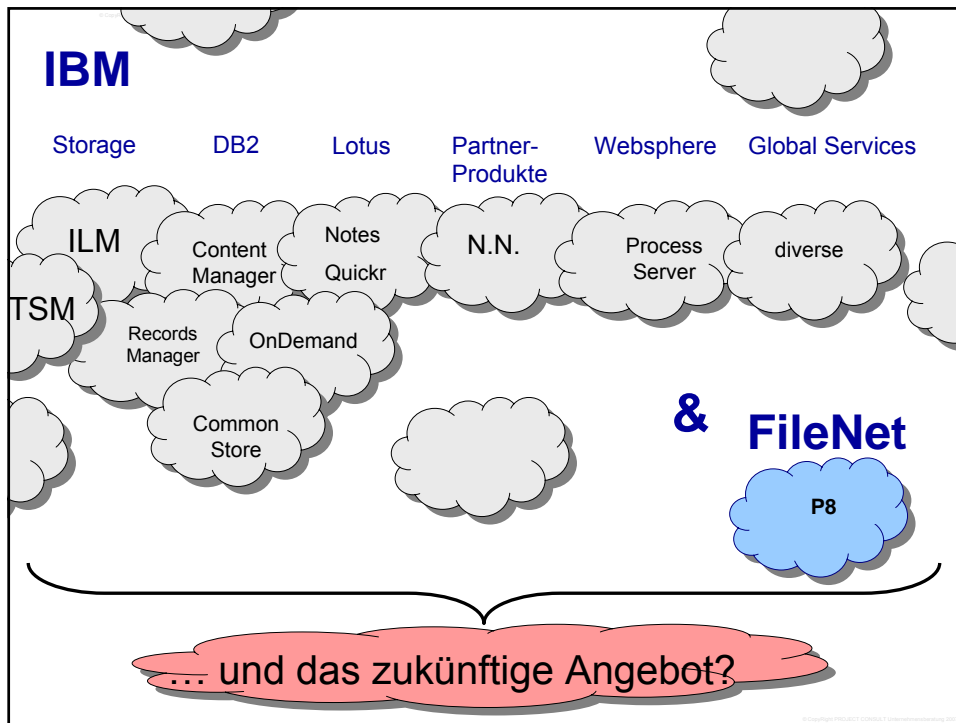 IBM
Storage
DB2
Lotus
Partner-
Produkte
Websphere
Global Services
ILM
TSM
Content
Manager
Notes
Quickr
N.N.
Process
Server
diverse
Records
Manager
OnDemand
Common
Store
&
FileNet
P8
... und das zukünftige Angebot?